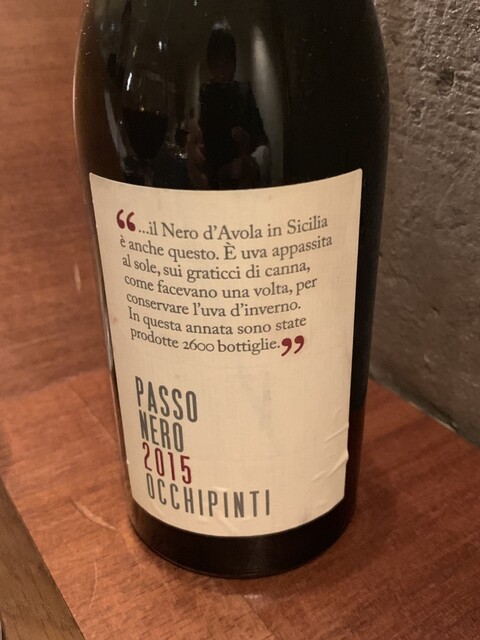 “...il Nero d'Avola in Sicilia
è anche questo. È uva appassita
al sole, sui graticci di canna,
come facevano una volta, per
conservare l'uva d'inverno.
In questa annata sono state
prodotte 2600 bottiglie.”
PASSO
NERO
2015
OCCHIPINTI